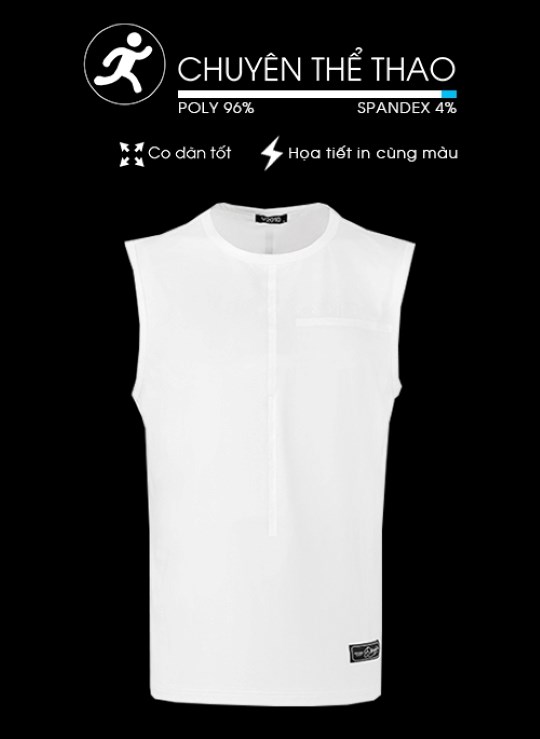 CHUYÊN THỂ THAO
POLY 96% SPANDEX 4%
Co dãn tốt Họa tiết in cùng màu